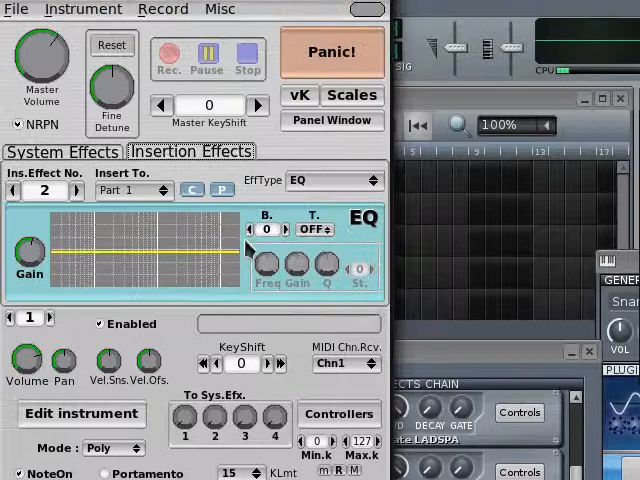 File Instrument Record Misc
Master Volume
Reset
Fine Detune
NRPN
Rec. Pause Stop
0
Master KeyShift
Panic!
vK Scales
Panel Window
System Effects Insertion Effects
Ins.Effect No. Insert To.
2 Part 1 C P EffType EQ
Gain
B. T.
0 OFF
EQ
Freq Gain Q St.
0
1 Enabled
KeyShift MIDI Chn.Rcv.
0 Chn1
Volume Pan Vel.Sns. Vel.Ofs.
To Sys.Efx.
Edit instrument Controllers
1 2 3 4
Mode : Poly
0 127
Min.k Max.k
NoteOn Portamento 15 KLmt m R M
SIG
CPU
100%
5 13 17
GENER
Snar
VOL
PLUGI
ECTS CHAIN
DECAY GATE Controls
ate LADSPA
Controls